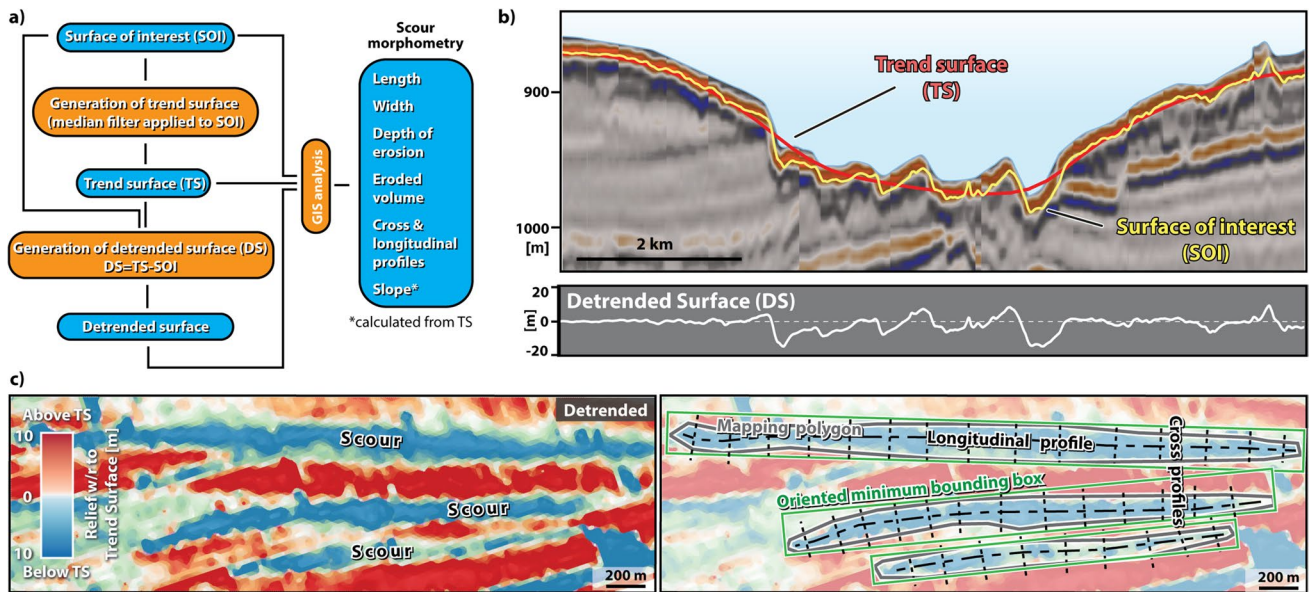 a)
Surface of interest (SOI)
Generation of trend surface
(median filter applied to SOI)
Trend surface (TS)
Generation of detrended surface (DS)
DS=TS-SOI
Detrended surface
GIS analysis
Scour
morphometry
Length
Width
Depth of
erosion
Eroded
volume
Cross &
longitudinal
profiles
Slope*
*calculated from TS
b)
900
1000
[m]
2 km
Trend surface
(TS)
Surface of interest
(SOI)
Detrended Surface (DS)
20
0
-20
[m]
c)
Above TS
10
0
10
Below TS
Relief w/r to
Trend Surface [m]
Detrended
Scour
Scour
Scour
200 m
Mapping polygon
Longitudinal profile
Cross profiles
Oriented minimum bounding box
200 m